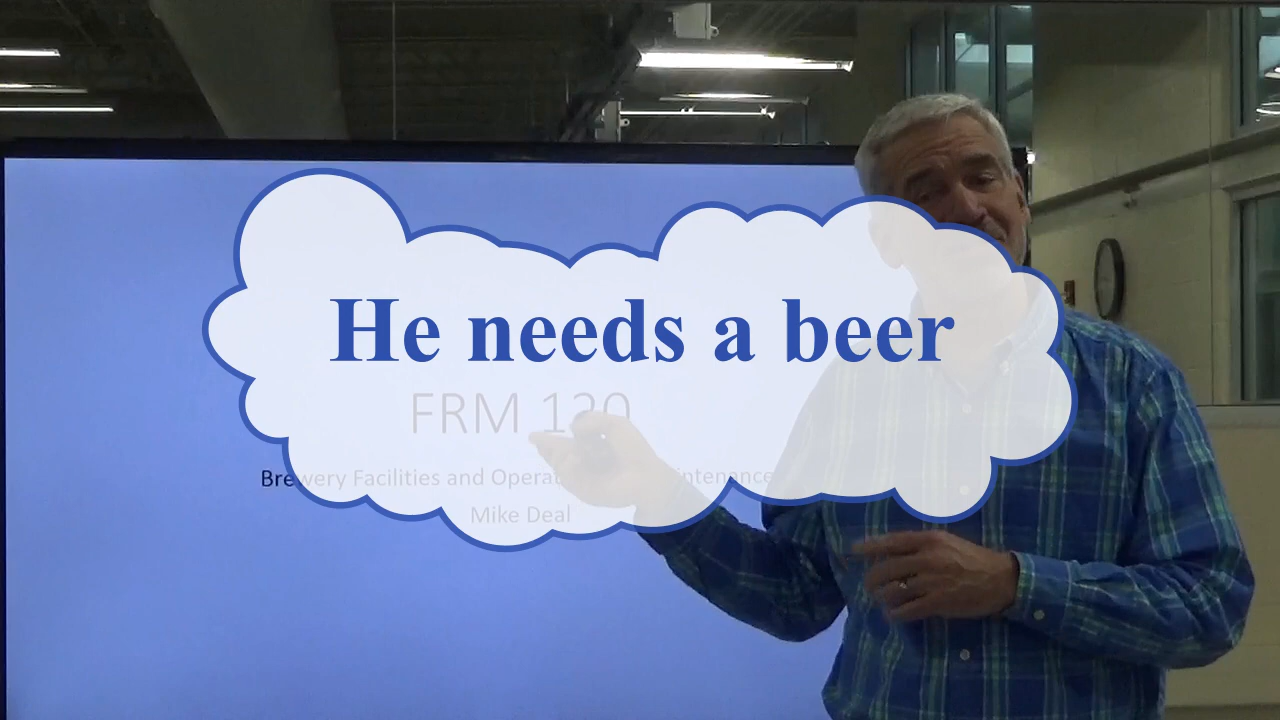 He needs a beer
FRM 120
Brewery Facilities and Operations Maintenance
Mike Deal